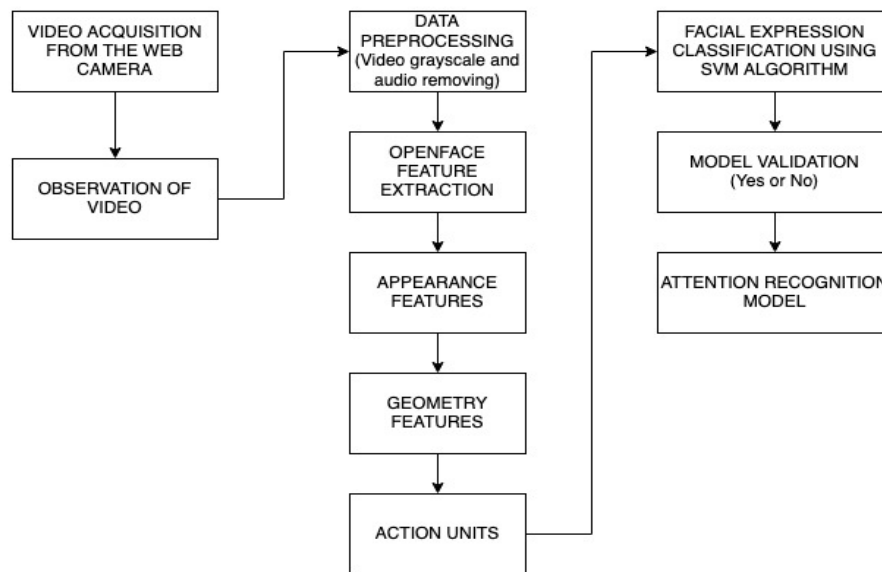 VIDEO ACQUISITION
FROM THE WEB
CAMERA
OBSERVATION OF
VIDEO
DATA
PREPROCESSING
(Video grayscale and
audio removing)
OPENFACE
FEATURE
EXTRACTION
APPEARANCE
FEATURES
GEOMETRY
FEATURES
ACTION UNITS
FACIAL EXPRESSION
CLASSIFICATION USING
SVM ALGORITHM
MODEL VALIDATION
(Yes or No)
ATTENTION RECOGNITION
MODEL